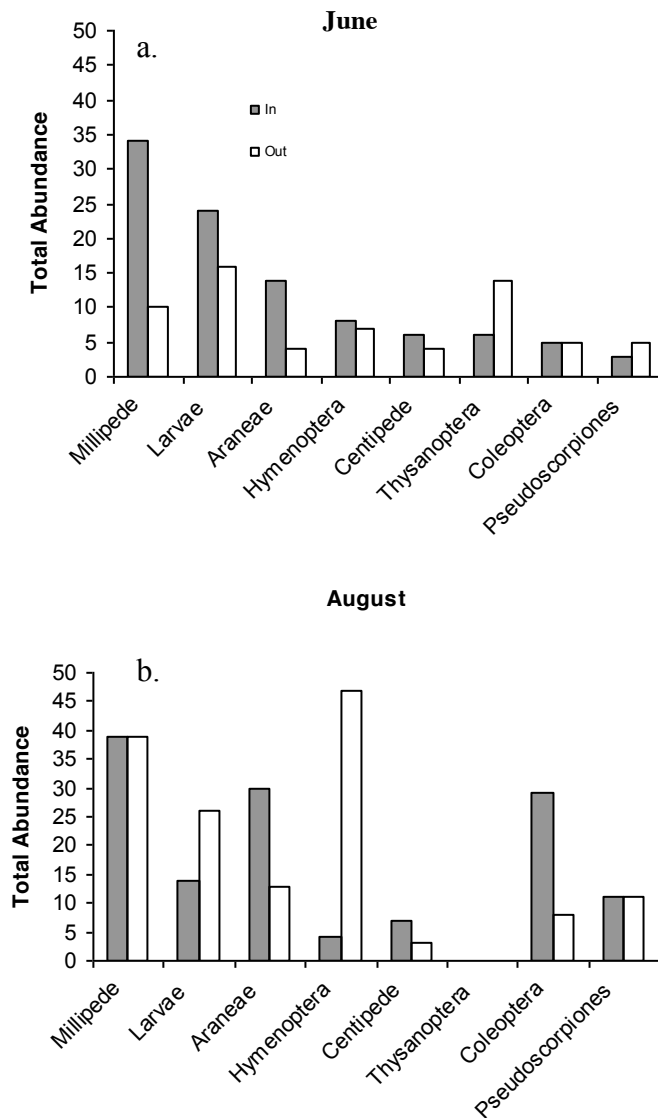 June
a.
50
45
40
35
30
25
20
15
10
5
0
Total Abundance
In
Out
Millipede
Larvae
Araneae
Hymenoptera
Centipede
Thysanoptera
Coleoptera
Pseudoscorpiones
August
b.
50
45
40
35
30
25
20
15
10
5
0
Total Abundance
Millipede
Larvae
Araneae
Hymenoptera
Centipede
Thysanoptera
Coleoptera
Pseudoscorpiones